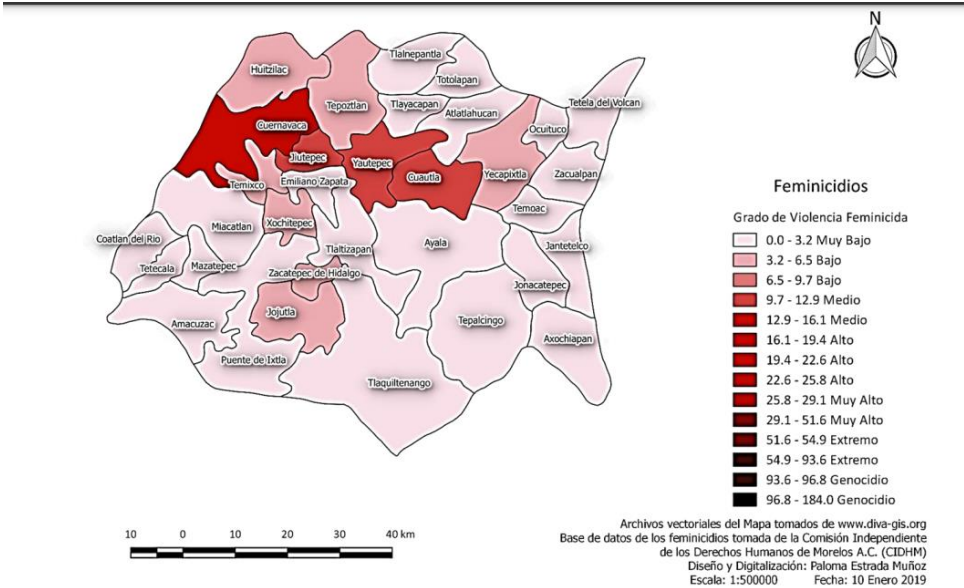 N
Huitzilac
Tlalnepantla
Totolapan
Tepoztlan
Tlayacapan
Atlatlahucan
Tetela del Volcan
Cuernavaca
Ocuituco
Jiutepec
Yautepec
Cuautla
Yecapixtla
Zacualpan
Temixco
Emiliano Zapata
Temoac
Xochitepec
Miacatlan
Coatlan del Rio
Tlaltizapan
Ayala
Jantetelco
Tetecala
Mazatepec
Zacatepec de Hidalgo
Jonacatepec
Amacuzac
Jojutla
Tepalcingo
Axochiapan
Puente de Ixtla
Tlaquiltenango
Feminicidios
Grado de Violencia Feminicida
0.0 - 3.2 Muy Bajo
3.2 - 6.5 Bajo
6.5 - 9.7 Bajo
9.7 - 12.9 Medio
12.9 - 16.1 Medio
16.1 - 19.4 Alto
19.4 - 22.6 Alto
22.6 - 25.8 Alto
25.8 - 29.1 Muy Alto
29.1 - 51.6 Muy Alto
51.6 - 54.9 Extremo
54.9 - 93.6 Extremo
93.6 - 96.8 Genocidio
96.8 - 184.0 Genocidio
10 0 10 20 30 40 km
Archivos vectoriales del Mapa tomados de www.diva-gis.org
Base de datos de los feminicidios tomada de la Comisión Independiente
de los Derechos Humanos de Morelos A.C. (CIDHM)
Diseño y Digitalización: Paloma Estrada Muñoz
Escala: 1:500000 Fecha: 10 Enero 2019